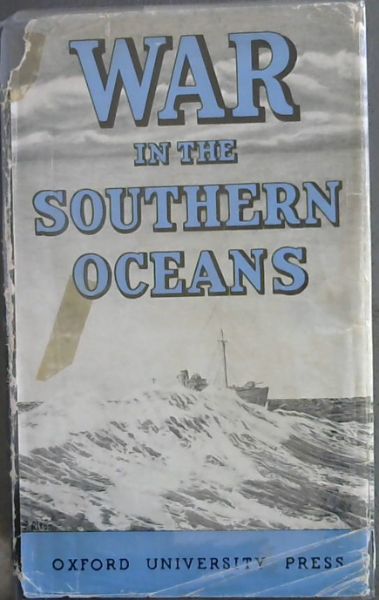 WAR
IN THE
SOUTHERN
OCEANS
OXFORD UNIVERSITY PRESS